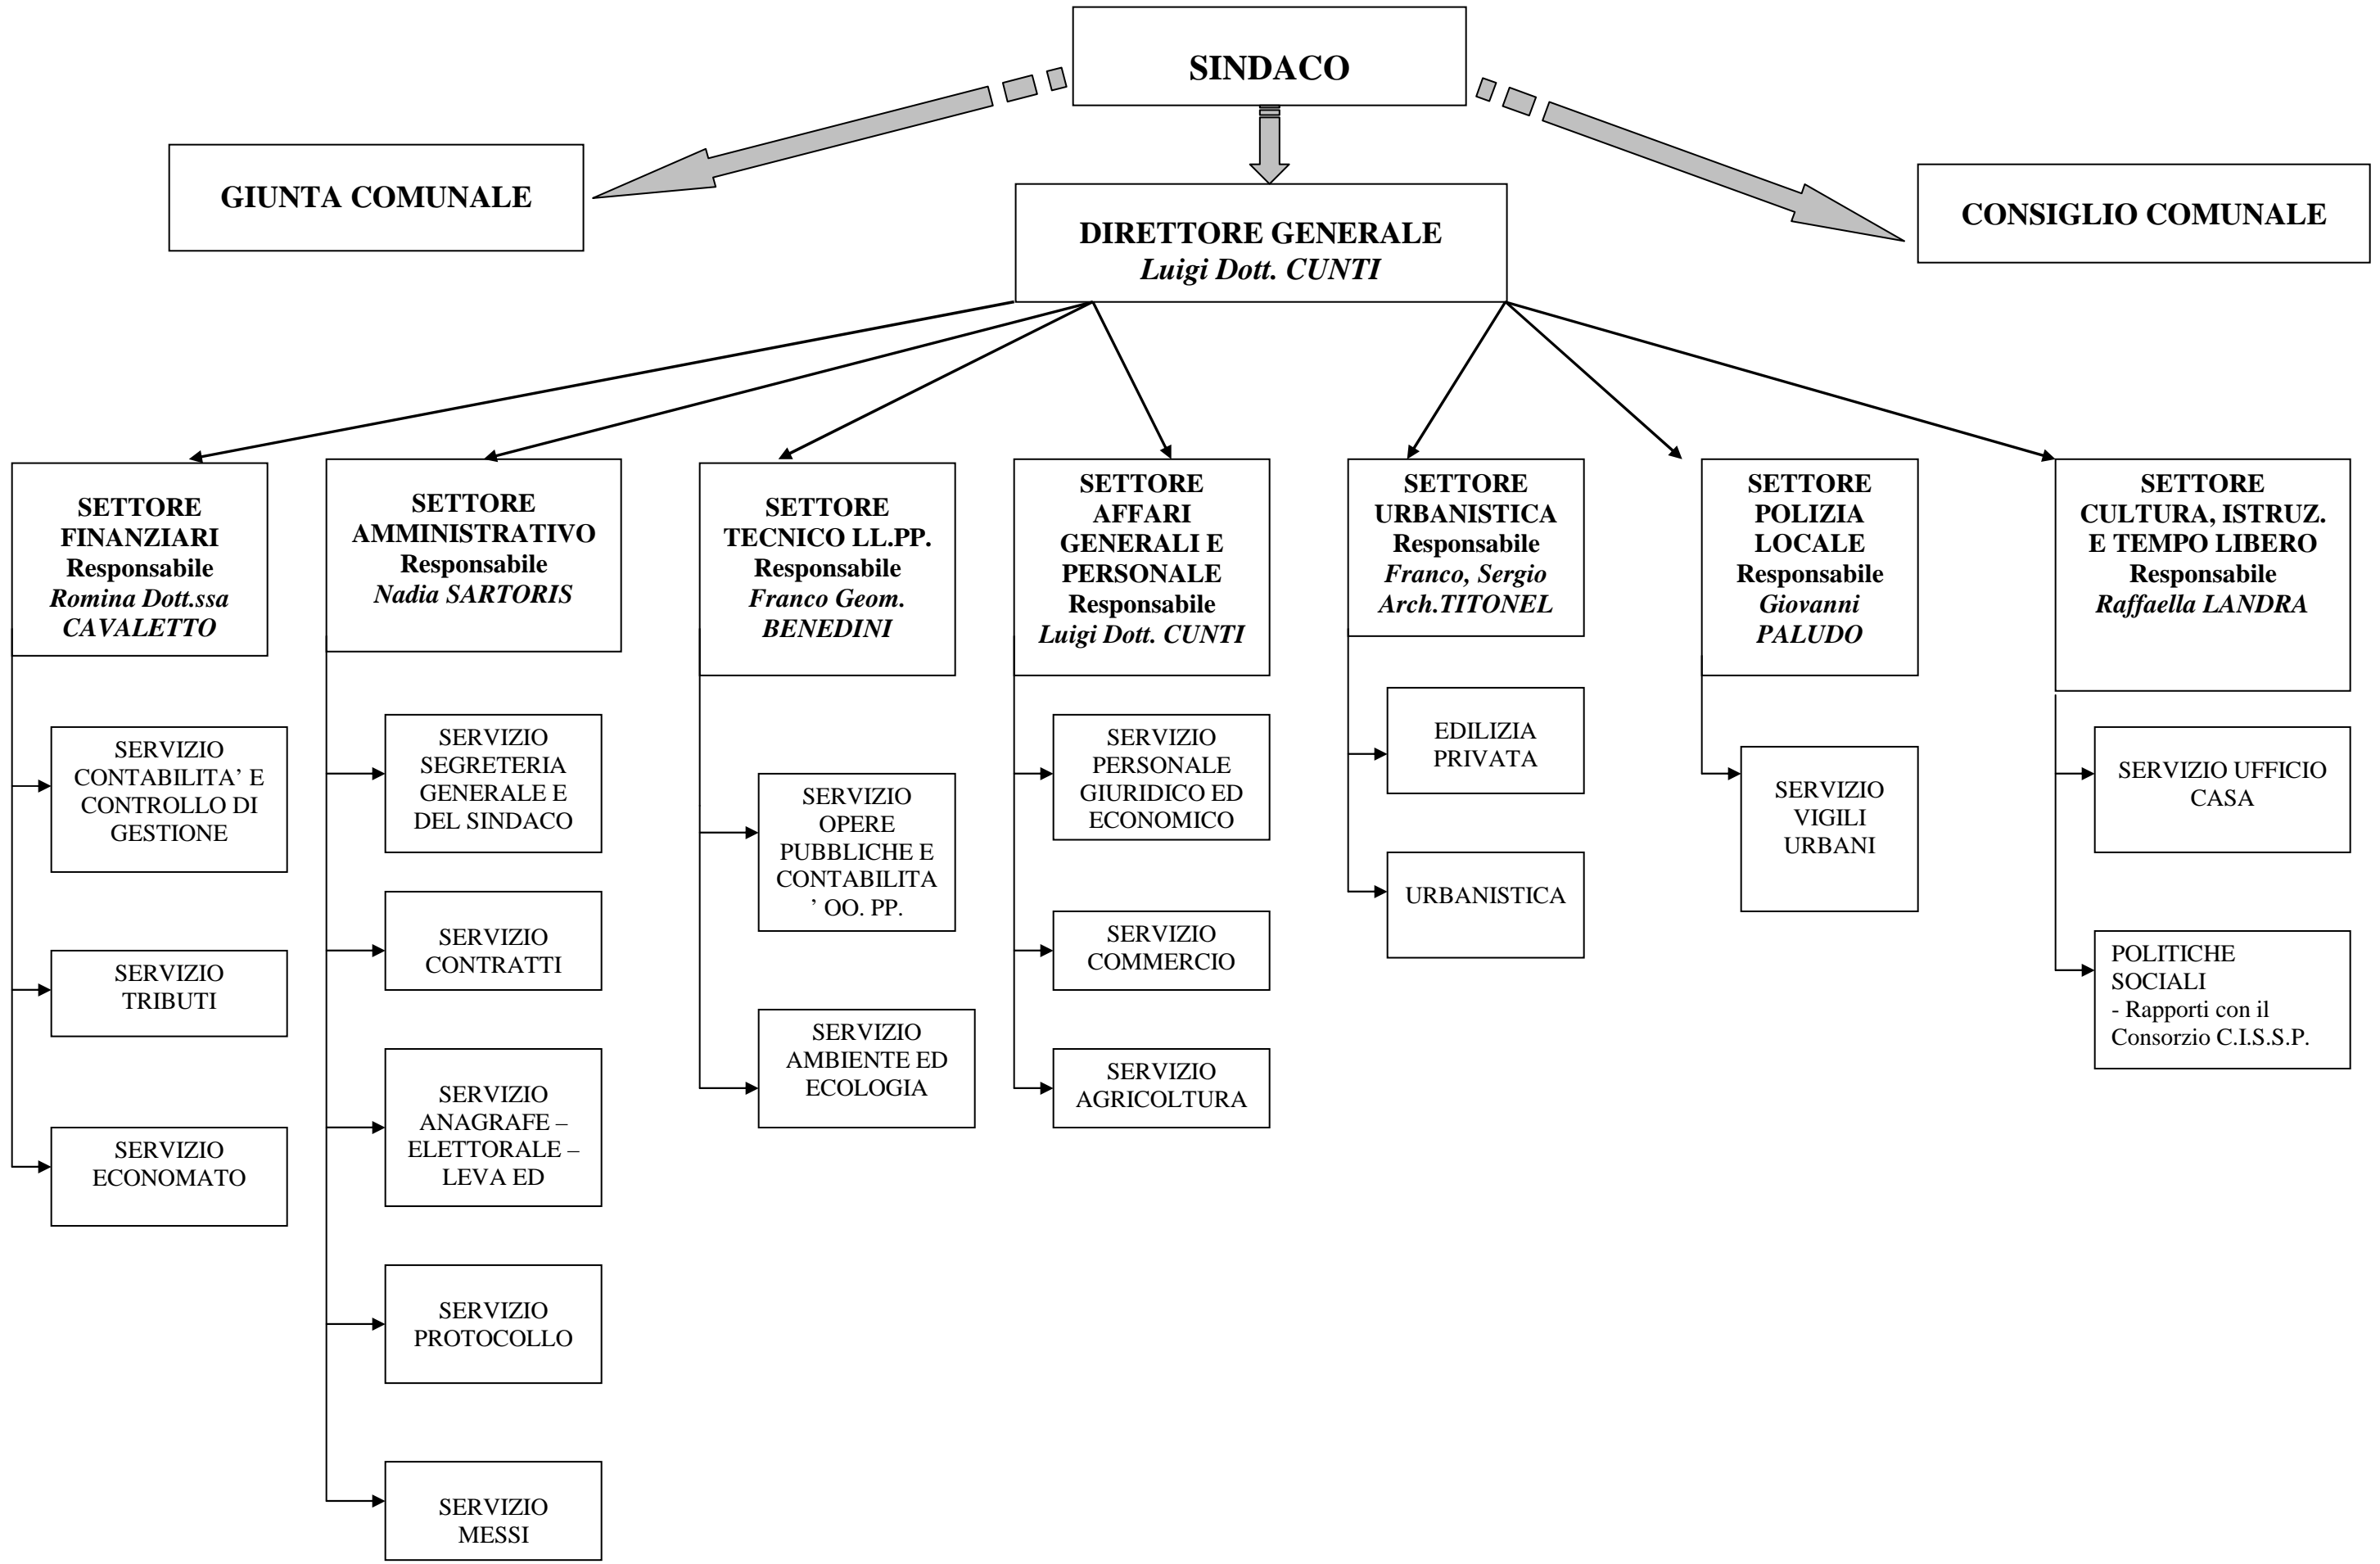 SINDACO
GIUNTA COMUNALE
CONSIGLIO COMUNALE
DIRETTORE GENERALE
Luigi Dott. CUNTI
SETTORE
FINANZIARI
Responsabile
Romina Dott.ssa
CAVALETTO
SERVIZIO
CONTABILITA’ E
CONTROLLO DI
GESTIONE
SERVIZIO
TRIBUTI
SERVIZIO
ECONOMATO
SETTORE
AMMINISTRATIVO
Responsabile
Nadia SARTORIS
SERVIZIO
SEGRETERIA
GENERALE E
DEL SINDACO
SERVIZIO
CONTRATTI
SERVIZIO
ANAGRAFE –
ELETTORALE –
LEVA ED
SERVIZIO
PROTOCOLLO
SERVIZIO
MESSI
SETTORE
TECNICO LL.PP.
Responsabile
Franco Geom.
BENEDINI
SERVIZIO
OPERE
PUBBLICHE E
CONTABILITA
’ OO. PP.
SERVIZIO
AMBIENTE ED
ECOLOGIA
SETTORE
AFFARI
GENERALI E
PERSONALE
Responsabile
Luigi Dott. CUNTI
SERVIZIO
PERSONALE
GIURIDICO ED
ECONOMICO
SERVIZIO
COMMERCIO
SERVIZIO
AGRICOLTURA
SETTORE
URBANISTICA
Responsabile
Franco, Sergio
Arch.TITONEL
EDILIZIA
PRIVATA
URBANISTICA
SETTORE
POLIZIA
LOCALE
Responsabile
Giovanni
PALUDO
SERVIZIO
VIGILI
URBANI
SETTORE
CULTURA, ISTRUZ.
E TEMPO LIBERO
Responsabile
Raffaella LANDRA
SERVIZIO UFFICIO
CASA
POLITICHE
SOCIALI
- Rapporti con il
Consorzio C.I.S.S.P.